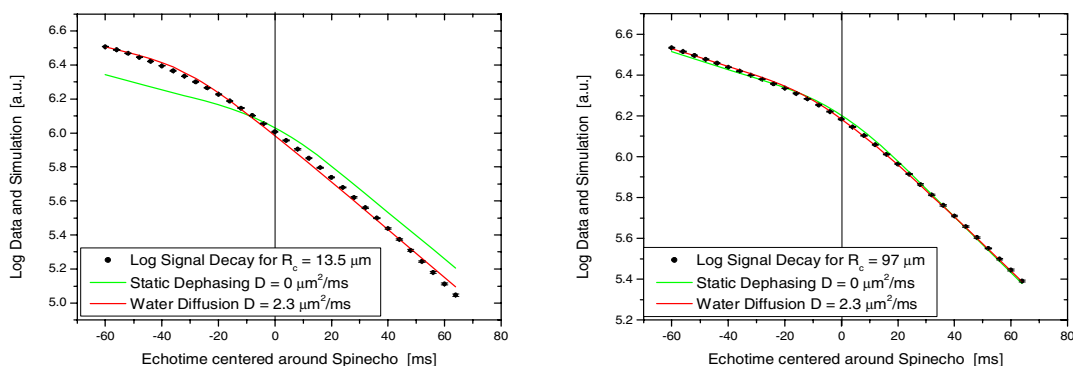 6.6
6.4
6.2
6.0
5.8
5.6
5.4
5.2
5.0
Log Data and Simulation [a.u.]
Log Signal Decay for R_c = 13.5 μm
Static Dephasing D = 0 μm²/ms
Water Diffusion D = 2.3 μm²/ms
-60 -40 -20 0 20 40 60 80
Echotime centered around Spinecho [ms]
6.6
6.4
6.2
6.0
5.8
5.6
5.4
5.2
Log Data and Simulation [a.u.]
Log Signal Decay for R_c = 97 μm
Static Dephasing D = 0 μm²/ms
Water Diffusion D = 2.3 μm²/ms
-60 -40 -20 0 20 40 60 80
Echotime centered around Spinecho [ms]